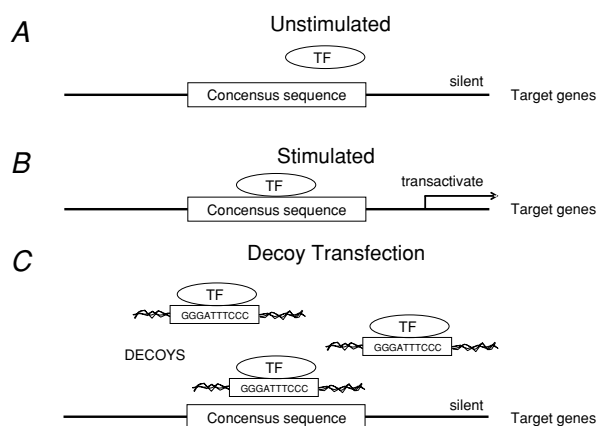 A
Unstimulated
TF
Concensus sequence
silent
Target genes
B
Stimulated
TF
Concensus sequence
transactivate
Target genes
C
Decoy Transfection
TF
GGGATTTCCC
TF
GGGATTTCCC
DECOYS
TF
GGGATTTCCC
Consensus sequence
silent
Target genes